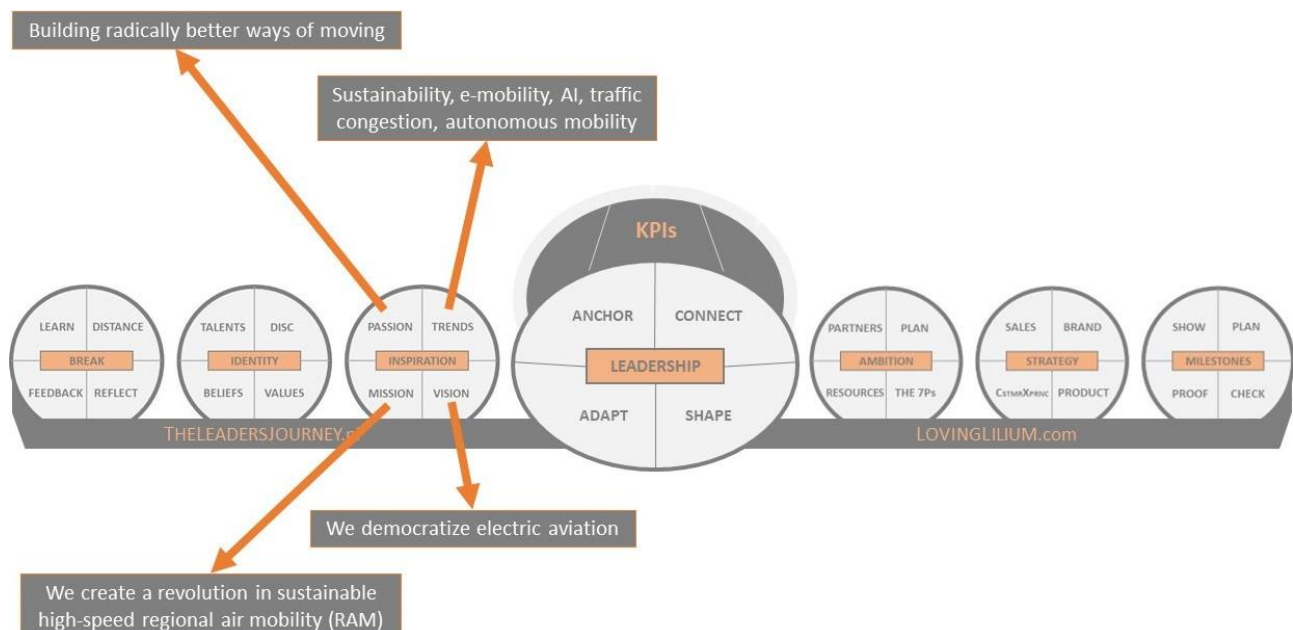 Building radically better ways of moving
Sustainability, e-mobility, AI, traffic
congestion, autonomous mobility
KPIs
LEARN DISTANCE
BREAK
FEEDBACK REFLECT
TALENTS DISC
IDENTITY
BELIEFS VALUES
PASSION TRENDS
INSPIRATION
MISSION VISION
ANCHOR CONNECT
LEADERSHIP
ADAPT SHAPE
PARTNERS PLAN
AMBITION
RESOURCES THE 7Ps
SALES BRAND
STRATEGY
CSTMRXPRNC PRODUCT
SHOW PLAN
MILESTONES
PROOF CHECK
THELEADERSJOURNEY.
LOVINGLILIUM.com
We democratize electric aviation
We create a revolution in sustainable
high-speed regional air mobility (RAM)